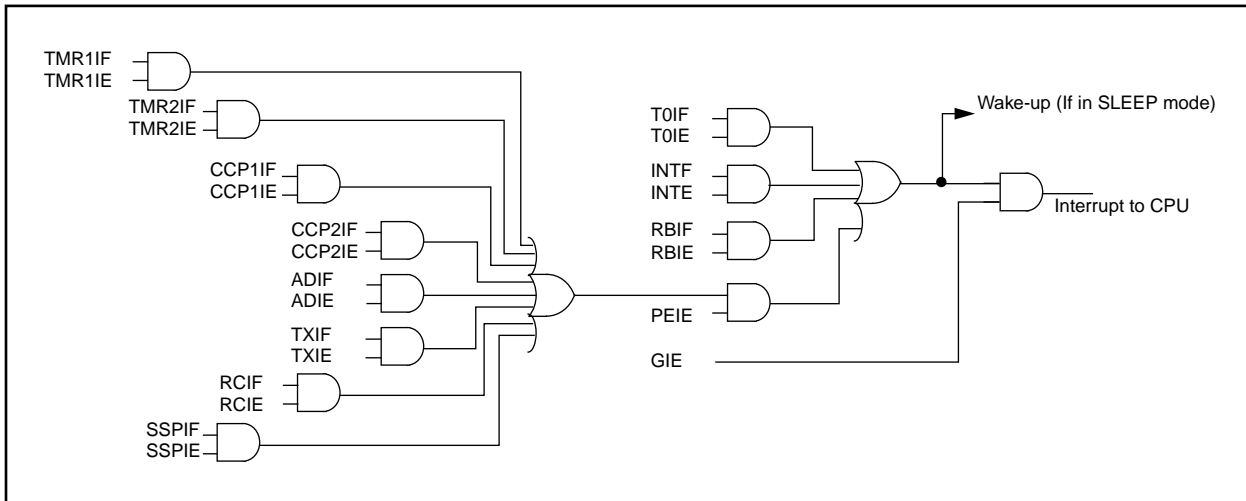 TMR1IF
TMR1IE
TMR2IF
TMR2IE
CCP1IF
CCP1IE
CCP2IF
CCP2IE
ADIF
ADIE
TXIF
TXIE
RCIF
RCIE
SSPIF
SSPIE
T0IF
T0IE
INTF
INTE
RBIF
RBIE
PEIE
GIE
Wake-up (If in SLEEP mode)
Interrupt to CPU